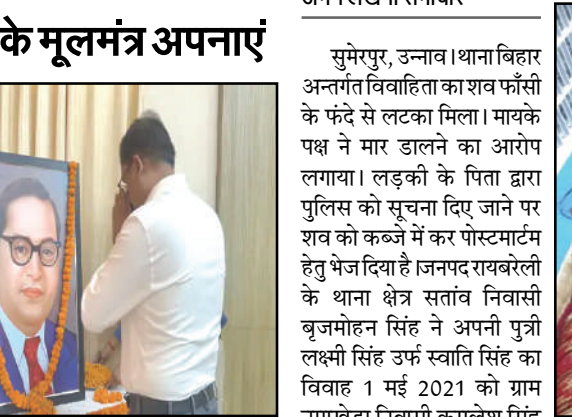 के मूलमंत्र अपनाएं
सुमेरपुर, उन्नाव।थाना बिहार
अन्तर्गत विवाहिता का शव फाँसी
के फंदे से लटका मिला। मायके
पक्ष ने मार डालने का आरोप
लगाया। लड़की के पिता द्वारा
पुलिस को सूचना दिए जाने पर
शव को कब्जे में कर पोस्टमार्टम
हेतु भेज दिया है।जनपद रायबरेली
के थाना क्षेत्र सतांव निवासी
बृजमोहन सिंह ने अपनी पुत्री
लक्ष्मी सिंह उर्फ स्वाति सिंह का
विवाह 1 मई 2021 को ग्राम